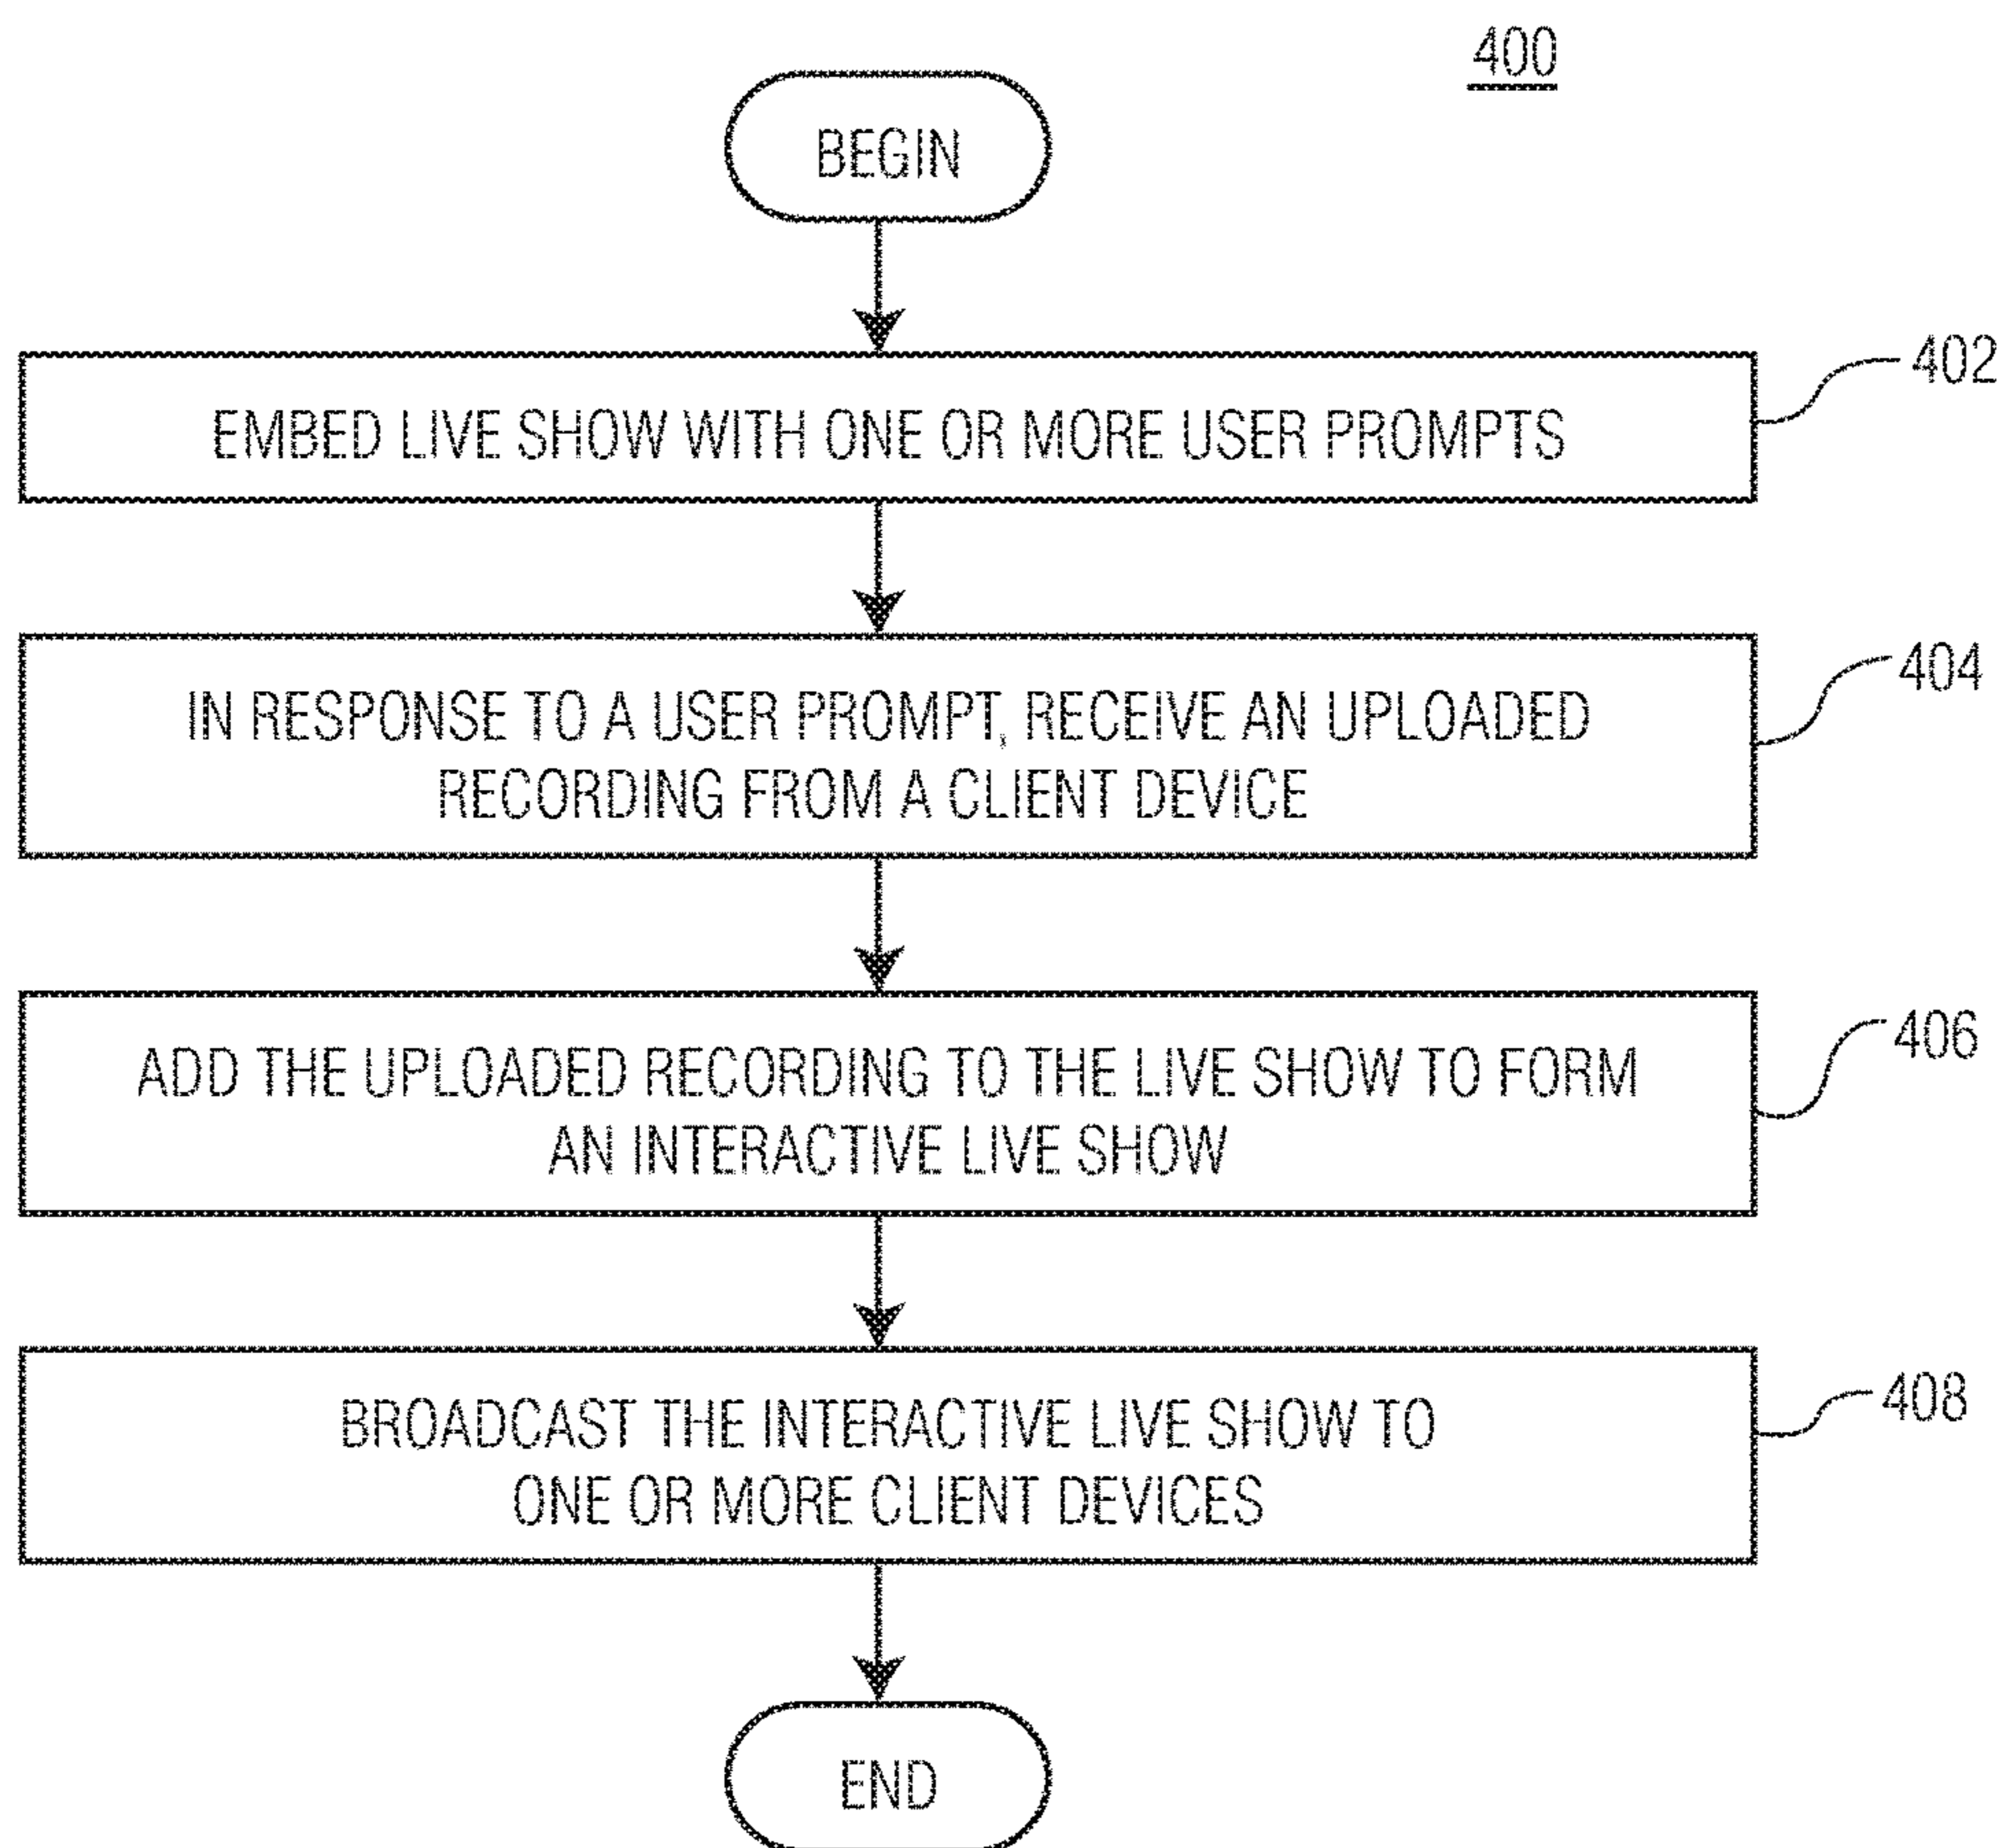 400
BEGIN
EMBED LIVE SHOW WITH ONE OR MORE USER PROMPTS
402
IN RESPONSE TO A USER PROMPT, RECEIVE AN UPLOADED
RECORDING FROM A CLIENT DEVICE
404
ADD THE UPLOADED RECORDING TO THE LIVE SHOW TO FORM
AN INTERACTIVE LIVE SHOW
406
BROADCAST THE INTERACTIVE LIVE SHOW TO
ONE OR MORE CLIENT DEVICES
408
END